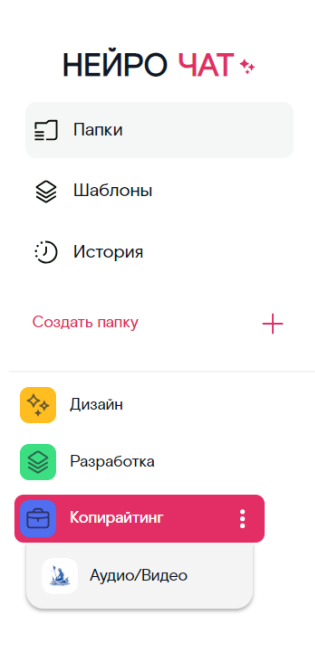 НЕЙРО ЧАТ
Папки
Шаблоны
История
Создать папку
Дизайн
Разработка
Копирайтинг
Аудио/Видео